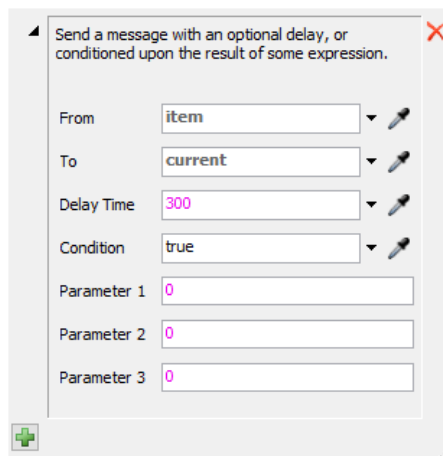 Send a message with an optional delay, or
conditioned upon the result of some expression.
From item
To current
Delay Time 300
Condition true
Parameter 1 0
Parameter 2 0
Parameter 3 0